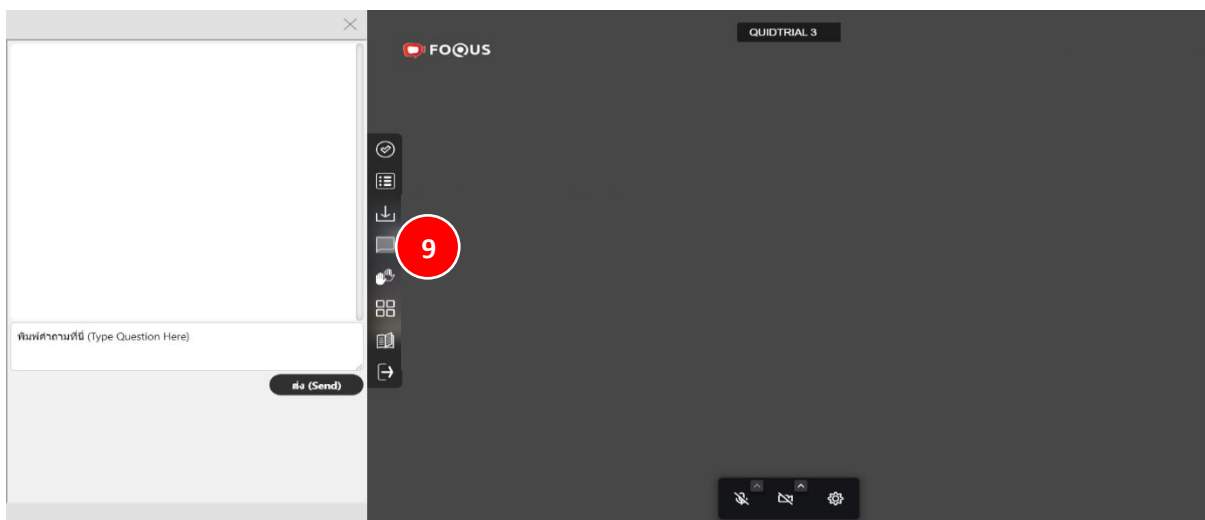 QUIDTRIAL 3
FOQUS
9
พิมพ์คำถามที่นี่ (Type Question Here)
ส่ง (Send)